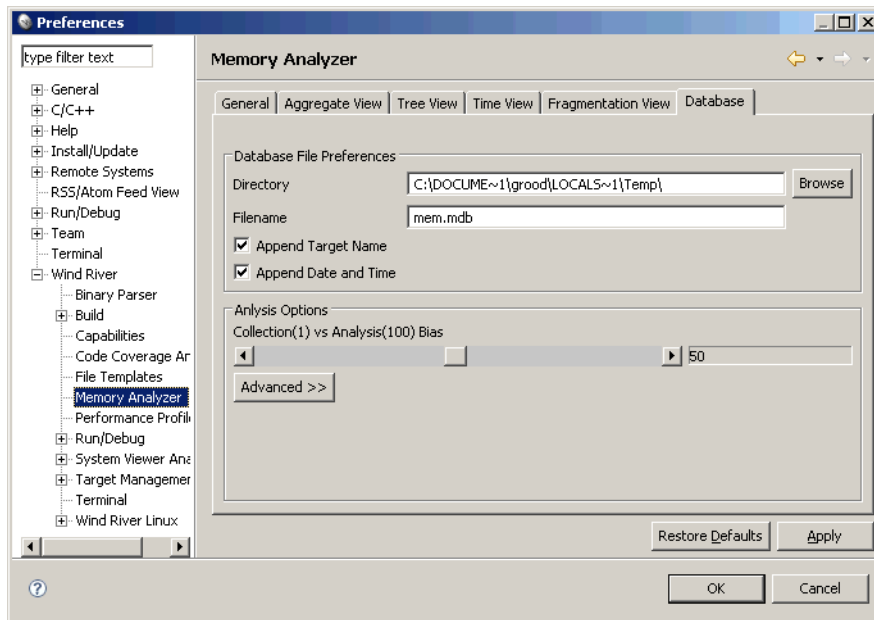 Preferences
type filter text
General
C/C++
Help
Install/Update
Remote Systems
RSS/Atom Feed View
Run/Debug
Team
Terminal
Wind River
Binary Parser
Build
Capabilities
Code Coverage Ar
File Templates
Memory Analyzer
Performance Profil
Run/Debug
System Viewer Ana
Target Managemer
Terminal
Wind River Linux
Memory Analyzer
General Aggregate View Tree View Time View Fragmentation View Database
Database File Preferences
Directory C:\DOCUME~1\grood\LOCALS~1\Temp\ Browse
Filename mem.mdb
Append Target Name
Append Date and Time
Anlysis Options
Collection(1) vs Analysis(100) Bias
50
Advanced >>
Restore Defaults Apply
OK Cancel